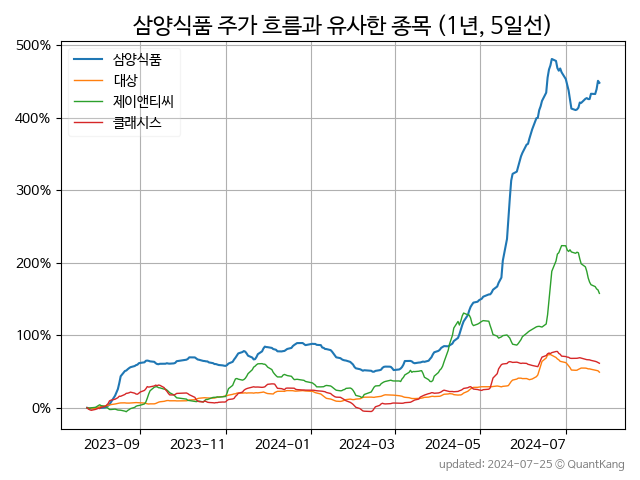 삼양식품 주가 흐름과 유사한 종목 (1년, 5일선)
삼양식품
대상
제이앤티씨
클래시스
500%
400%
300%
200%
100%
0%
2023-09 2023-11 2024-01 2024-03 2024-05 2024-07
updated: 2024-07-25 © QuantKang